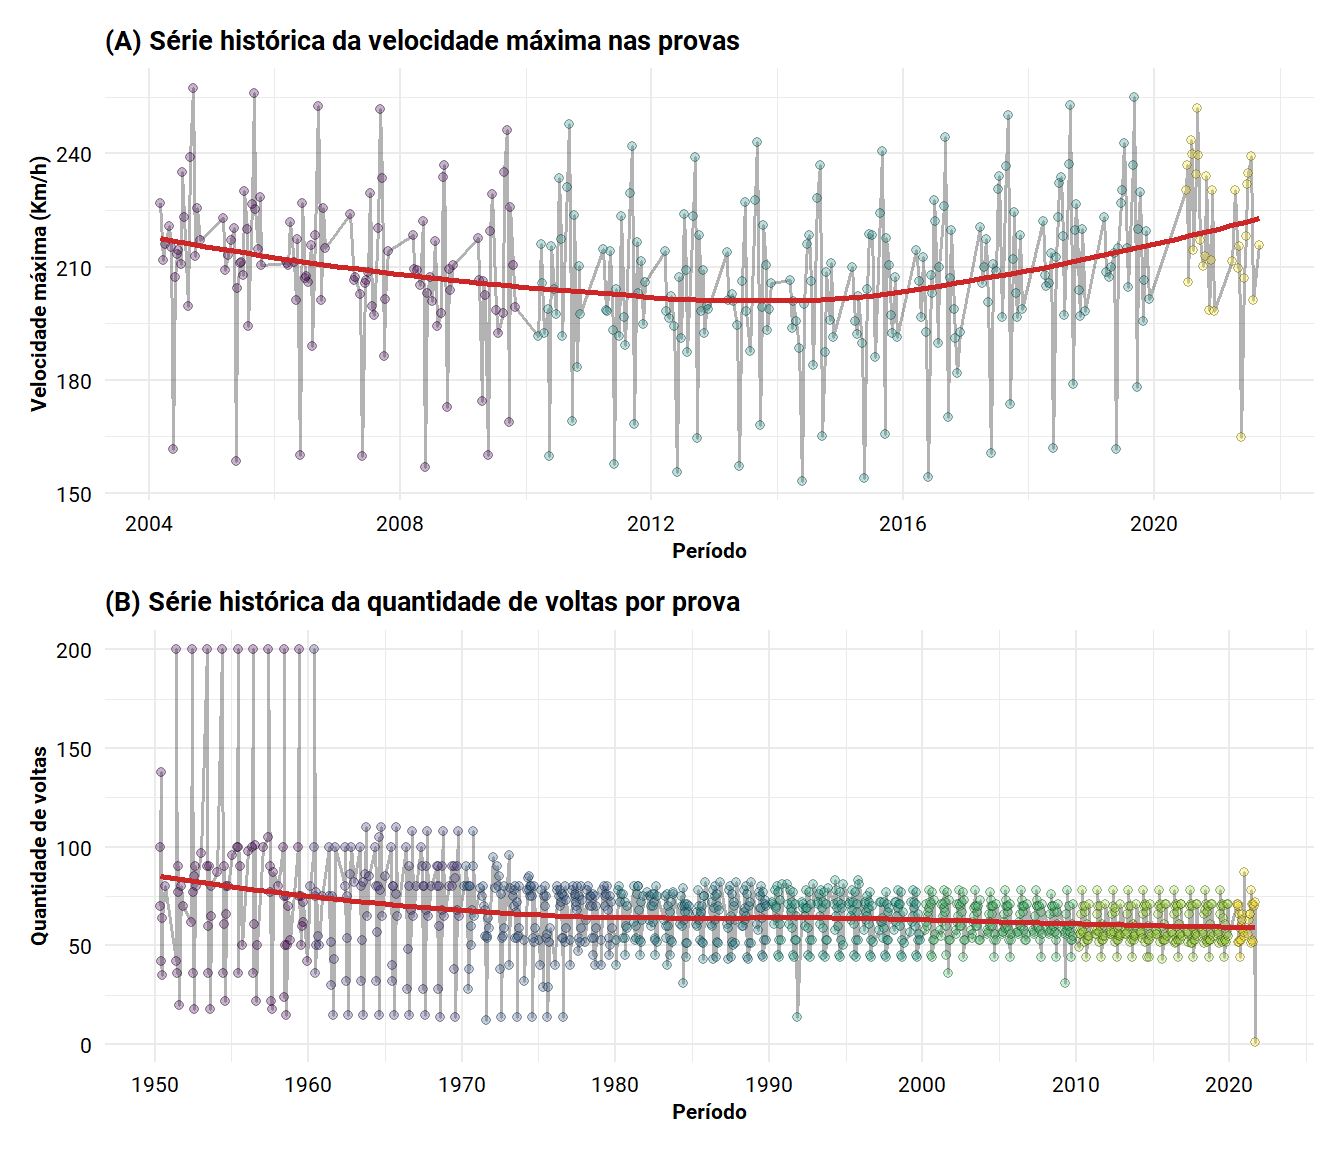 (A) Série histórica da velocidade máxima nas provas
Velocidade máxima (Km/h)
240
210
180
150
2004 2008 2012 2016 2020
Período
(B) Série histórica da quantidade de voltas por prova
Quantidade de voltas
200
150
100
50
0
1950 1960 1970 1980 1990 2000 2010 2020
Período